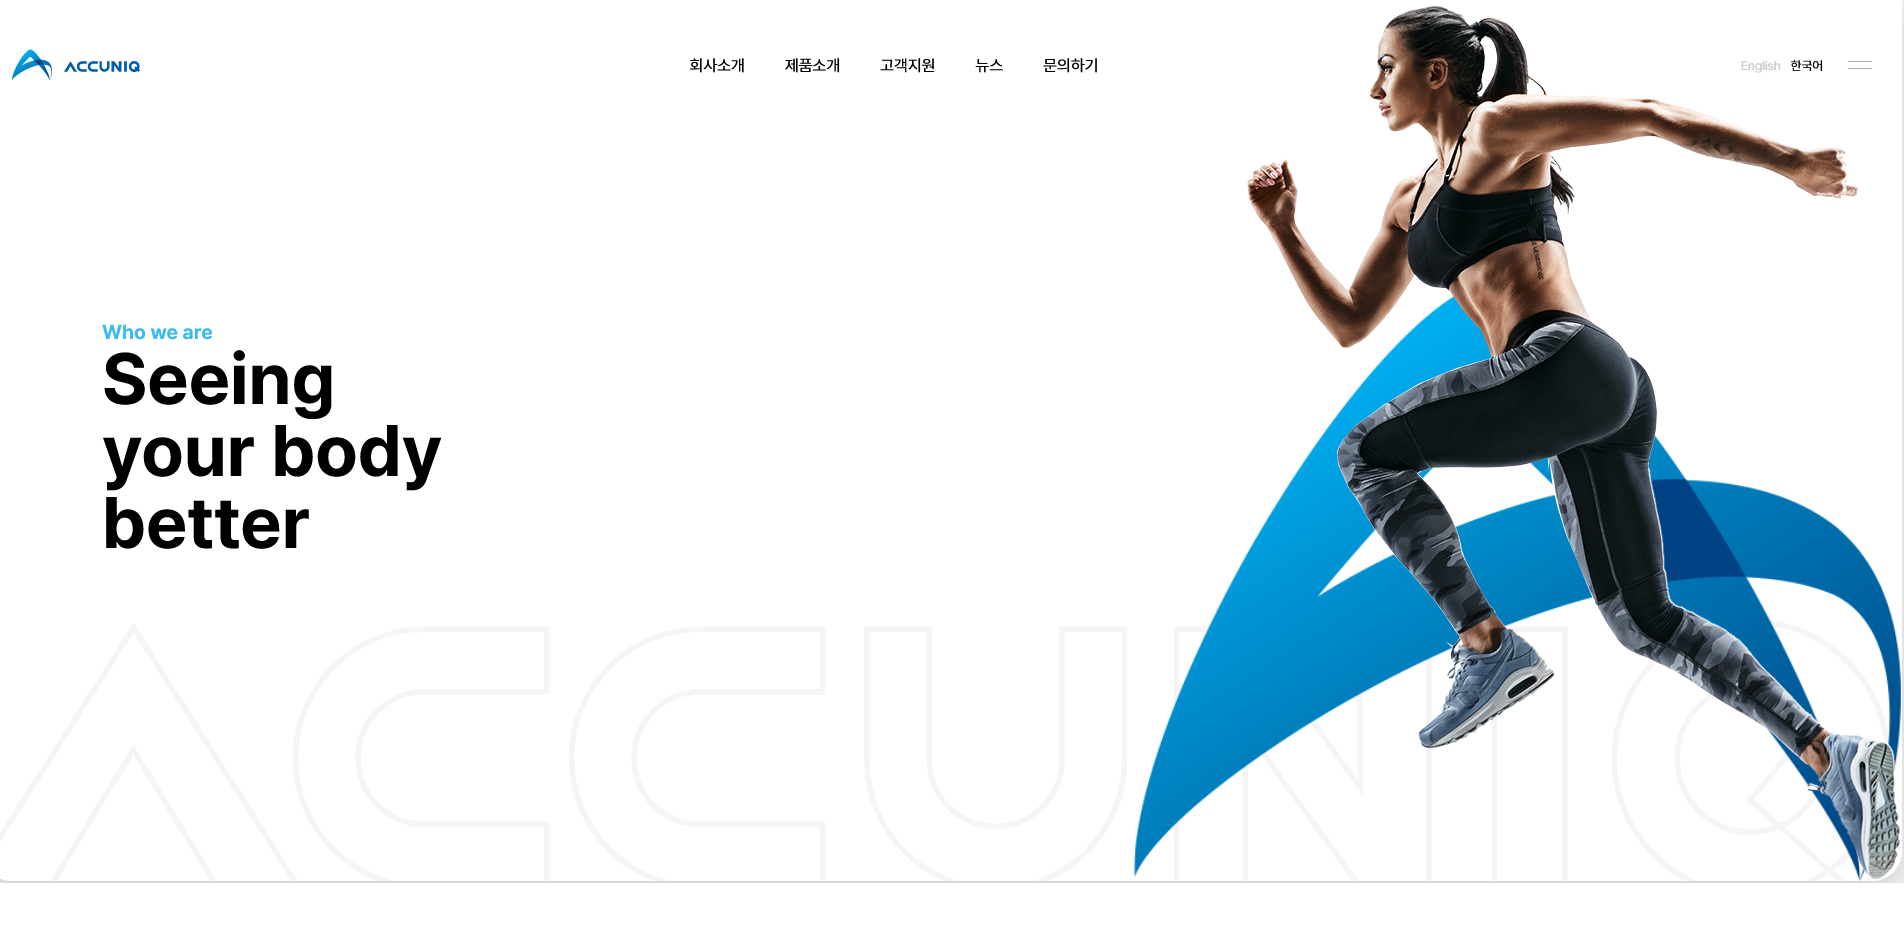 ACCUNIQ
회사소개
제품소개
고객지원
뉴스
문의하기
English 한국어
Who we are
Seeing
your body
better
ACCUNIQ